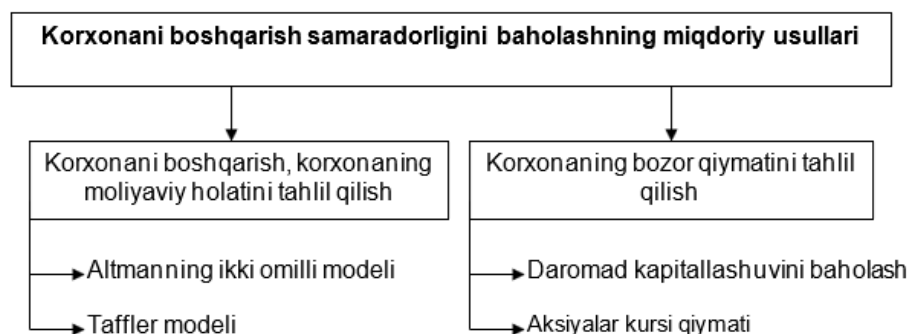 Korxonani boshqarish samaradorligini baholashning miqdoriy usullari
Korxonani boshqarish, korxonaning
moliyaviy holatini tahlil qilish
Altmanning ikki omilli modeli
Taffler modeli
Korxonaning bozor qiymatini tahlil
qilish
Daromad kapitallashuvini baholash
Aksiyalar kursi qiymati